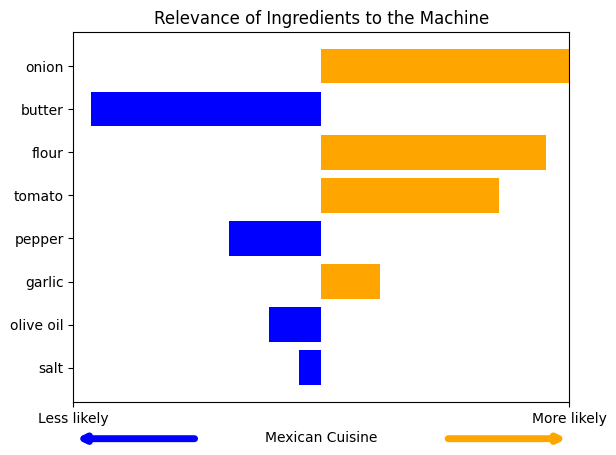 Relevance of Ingredients to the Machine
onion
butter
flour
tomato
pepper
garlic
olive oil
salt
Less likely
More likely
Mexican Cuisine